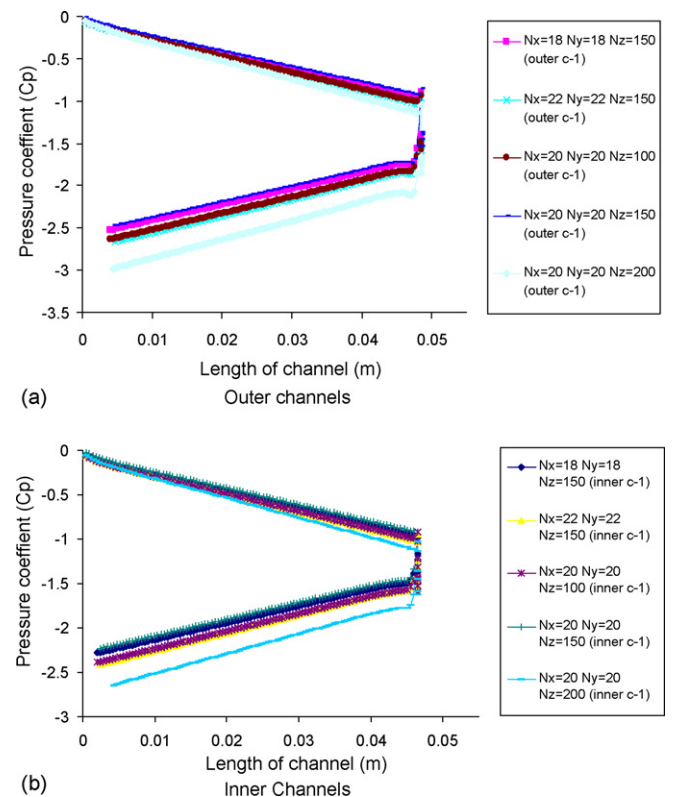 0
-0.5
-1
-1.5
-2
-2.5
-3
-3.5
Pressure coeffient (Cp)
0
0.01
0.02
0.03
0.04
0.05
Length of channel (m)
(a)
Outer channels
Nx=18 Ny=18 Nz=150
(outer c-1)
Nx=22 Ny=22 Nz=150
(outer c-1)
Nx=20 Ny=20 Nz=100
(outer c-1)
Nx=20 Ny=20 Nz=150
(outer c-1)
Nx=20 Ny=20 Nz=200
(outer c-1)
0
-0.5
-1
-1.5
-2
-2.5
-3
Pressure coeffient (Cp)
0
0.01
0.02
0.03
0.04
0.05
Length of channel (m)
(b)
Inner Channels
Nx=18 Ny=18
Nz=150 (inner c-1)
Nx=22 Ny=22
Nz=150 (inner c-1)
Nx=20 Ny=20
Nz=100 (inner c-1)
Nx=20 Ny=20
Nz=150 (inner c-1)
Nx=20 Ny=20
Nz=200 (inner c-1)